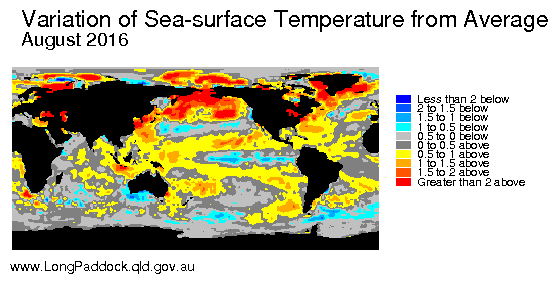 Variation of Sea-surface Temperature from Average
August 2016
Less than 2 below
2 to 1.5 below
1.5 to 1 below
1 to 0.5 below
0.5 to 0 below
0 to 0.5 above
0.5 to 1 above
1 to 1.5 above
1.5 to 2 above
Greater than 2 above
www.LongPaddock.qld.gov.au